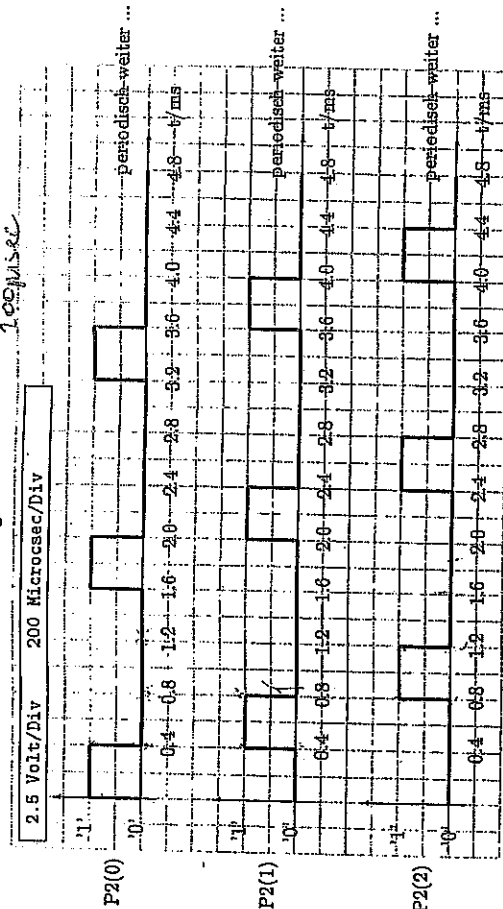 2.5 Volt/Div 200 Microcsec/Div
'1'
'0'
P2(0)
0.4 0.8 1.2 1.6 2.0 2.4 2.8 3.2 3.6 4.0 4.4 4.8 t/ms
periodisch weiter ...
'1'
'0'
P2(1)
0.4 0.8 1.2 1.6 2.0 2.4 2.8 3.2 3.6 4.0 4.4 4.8 t/ms
periodisch weiter ...
'1'
'0'
P2(2)
0.4 0.8 1.2 1.6 2.0 2.4 2.8 3.2 3.6 4.0 4.4 4.8 t/ms
periodisch weiter ...